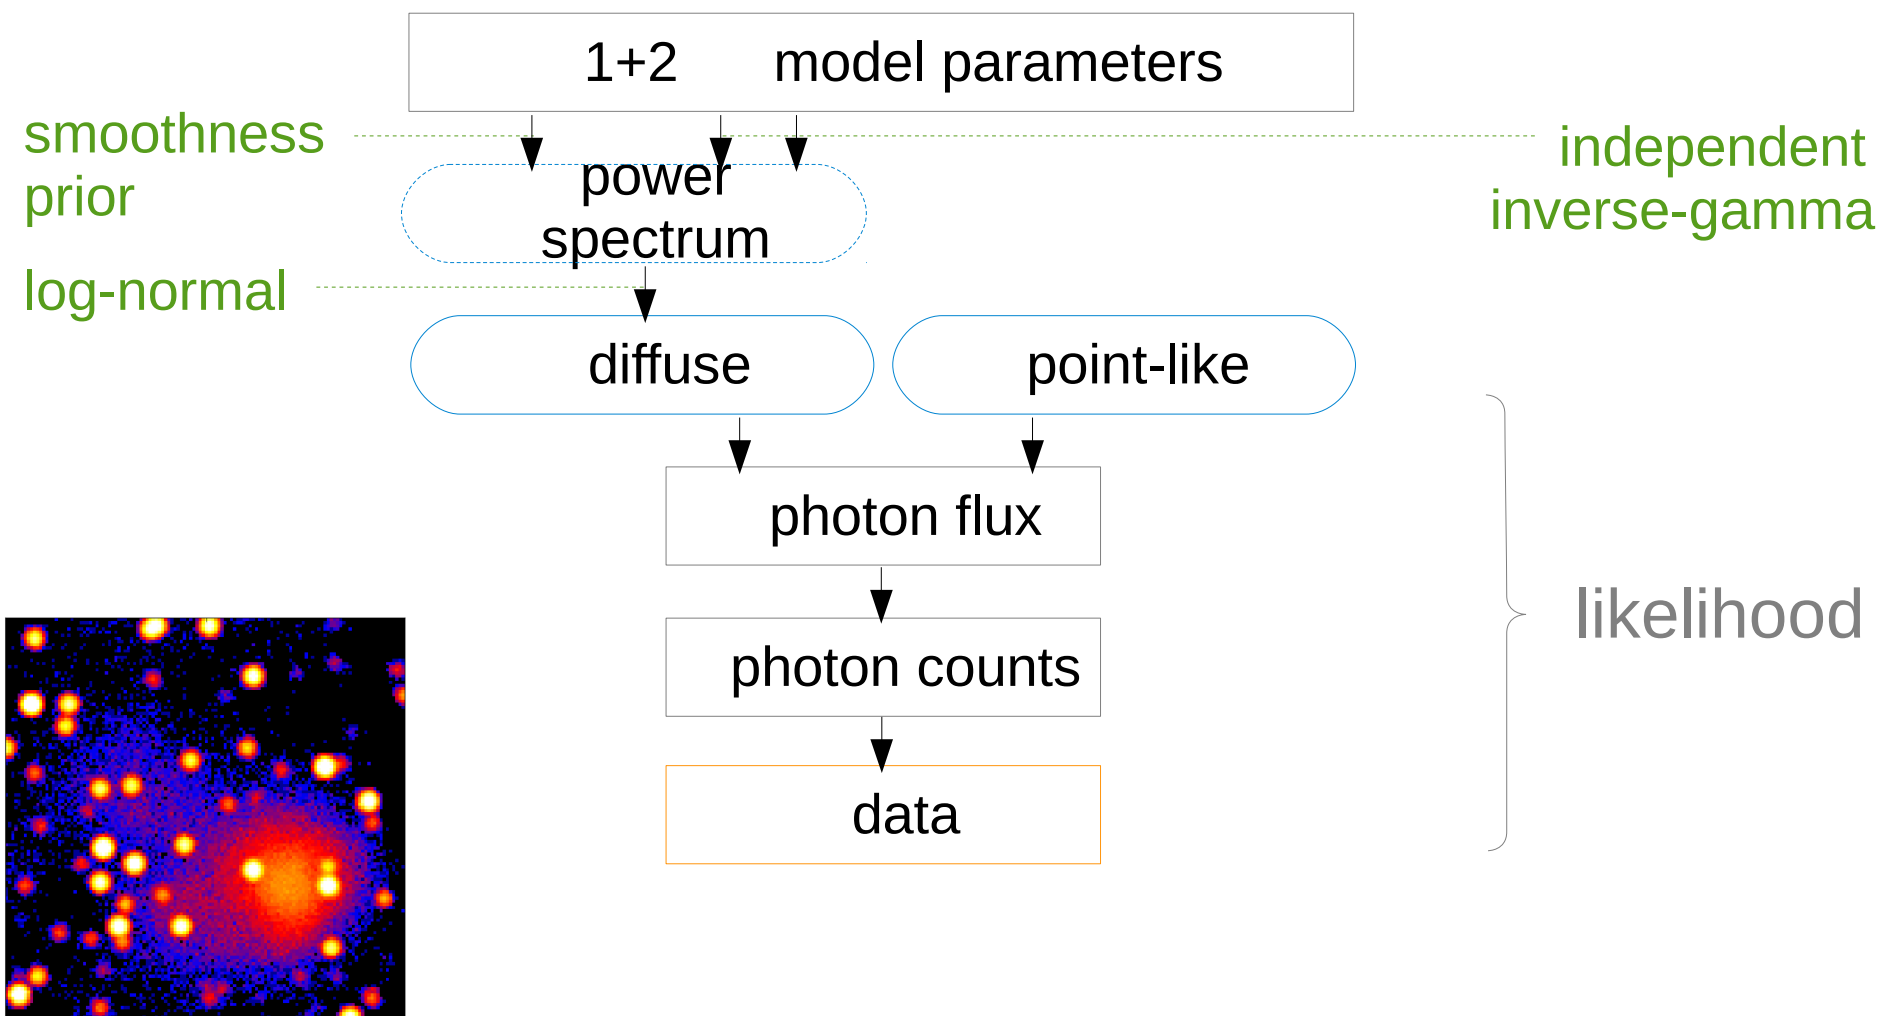 1+2 model parameters
smoothness
prior
independent
inverse-gamma
power
spectrum
log-normal
diffuse
point-like
photon flux
likelihood
photon counts
data